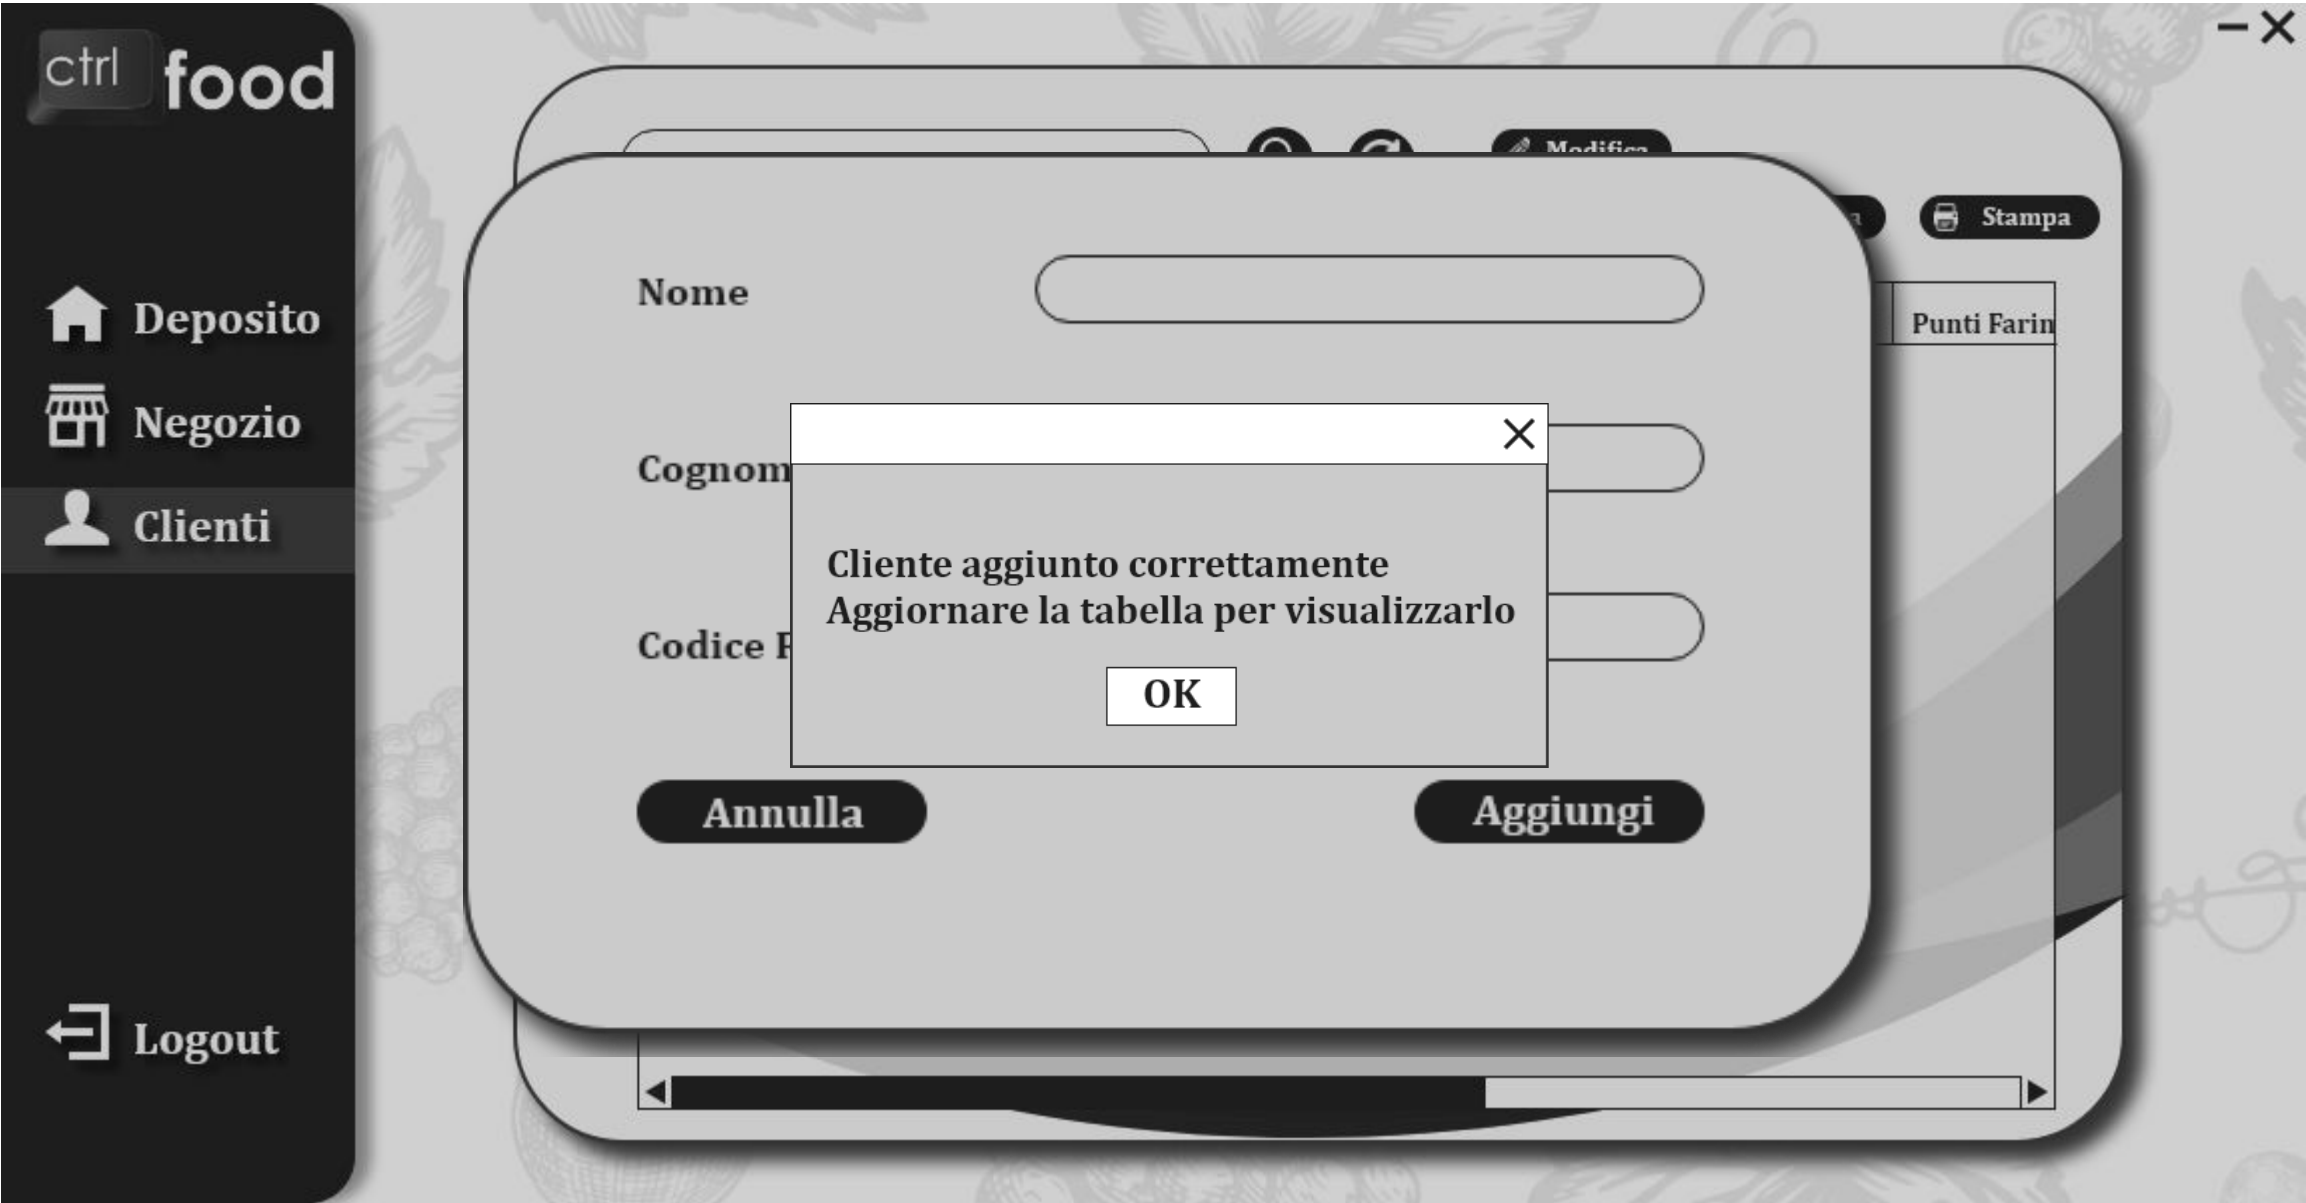 ctrl food
Modifica
Stampa
Deposito
Negozio
Clienti
Logout
Nome
Punti Farin
Cognom
Cliente aggiunto correttamente
Aggiornare la tabella per visualizzarlo
Codice F
OK
Annulla
Aggiungi